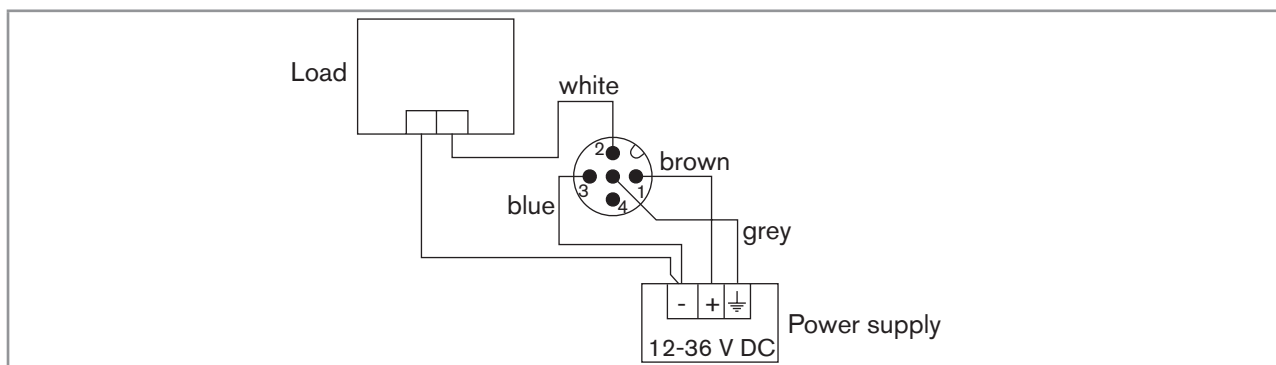 Load
white
2
brown
3
1
blue
4
grey
- +
Power supply
12-36 V DC